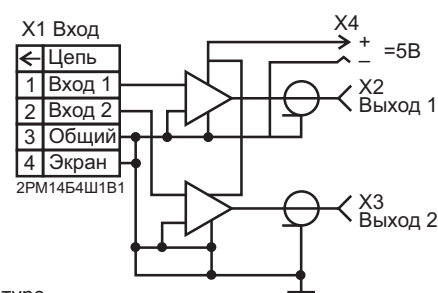 X1 Вход
Цепь
1 Вход 1
2 Вход 2
3 Общий
4 Экран
2РМ14Б4Ш1В1
X4
+
– =5В
X2
Выход 1
X3
Выход 2